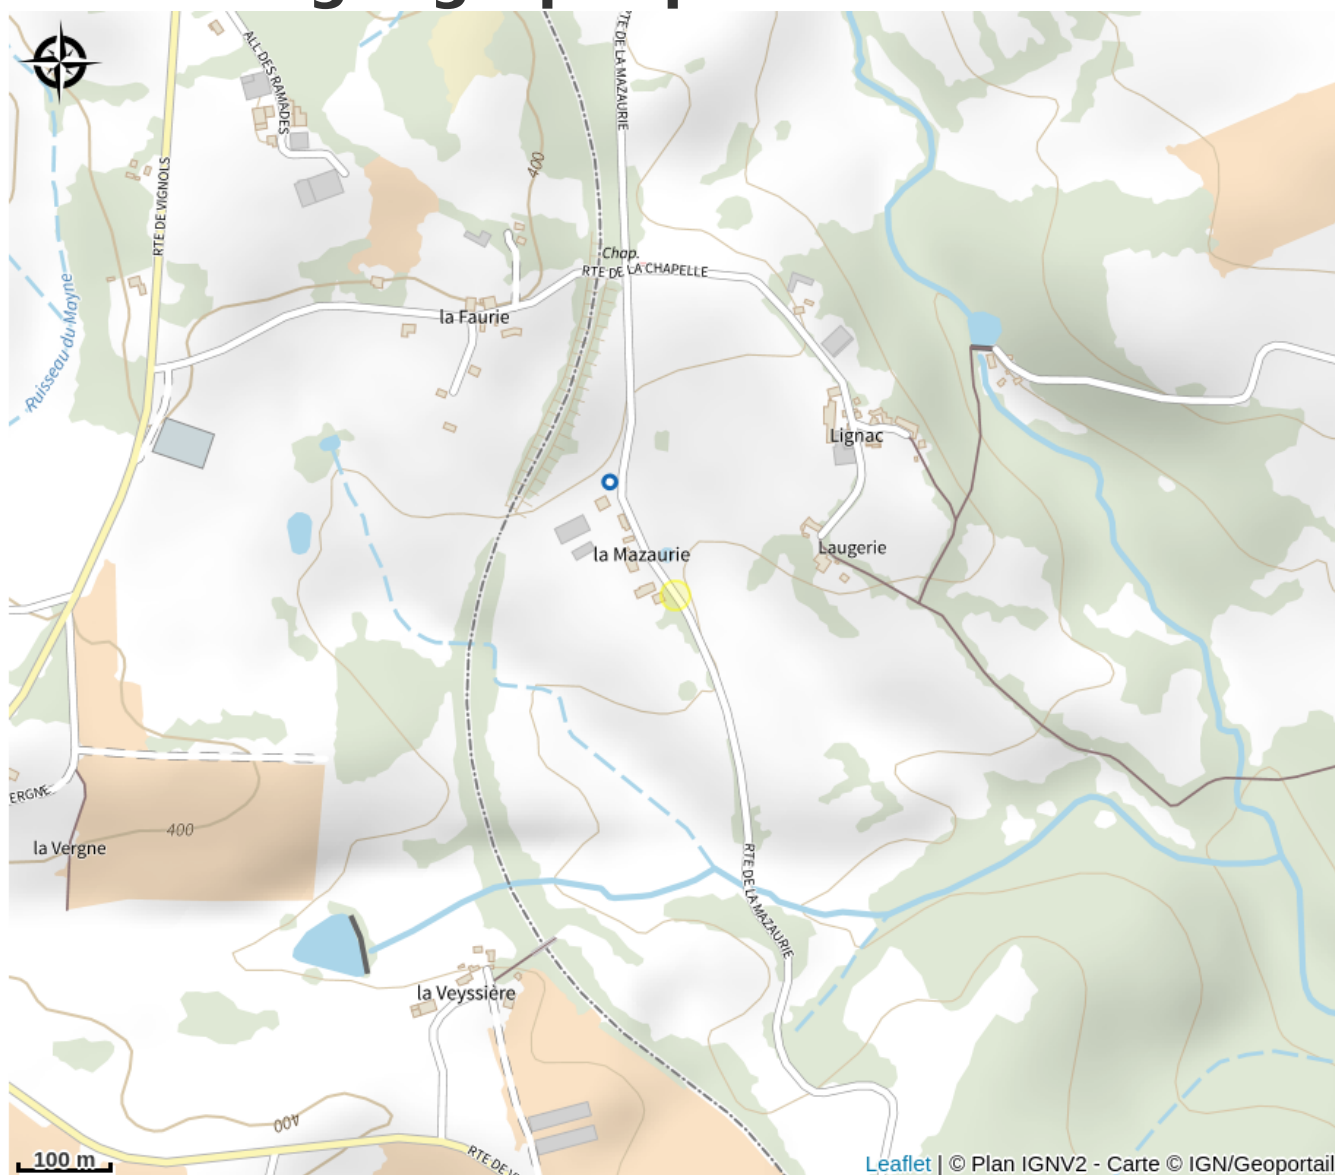 ALL DES RAMADES
RTE DE LA MAZAURIE
RTE DE VIGNOLS
400
Chap.
RTE DE LA CHAPELLE
Ruisseau du Mayne
la Faurie
Lignac
la Mazaurie
Laugerie
ERGNE
400
la Vergne
RTE DE LA MAZAURIE
la Veyssière
400
RTE DE V
100 m
Leaflet | © Plan IGNV2 - Carte © IGN/Geoportail